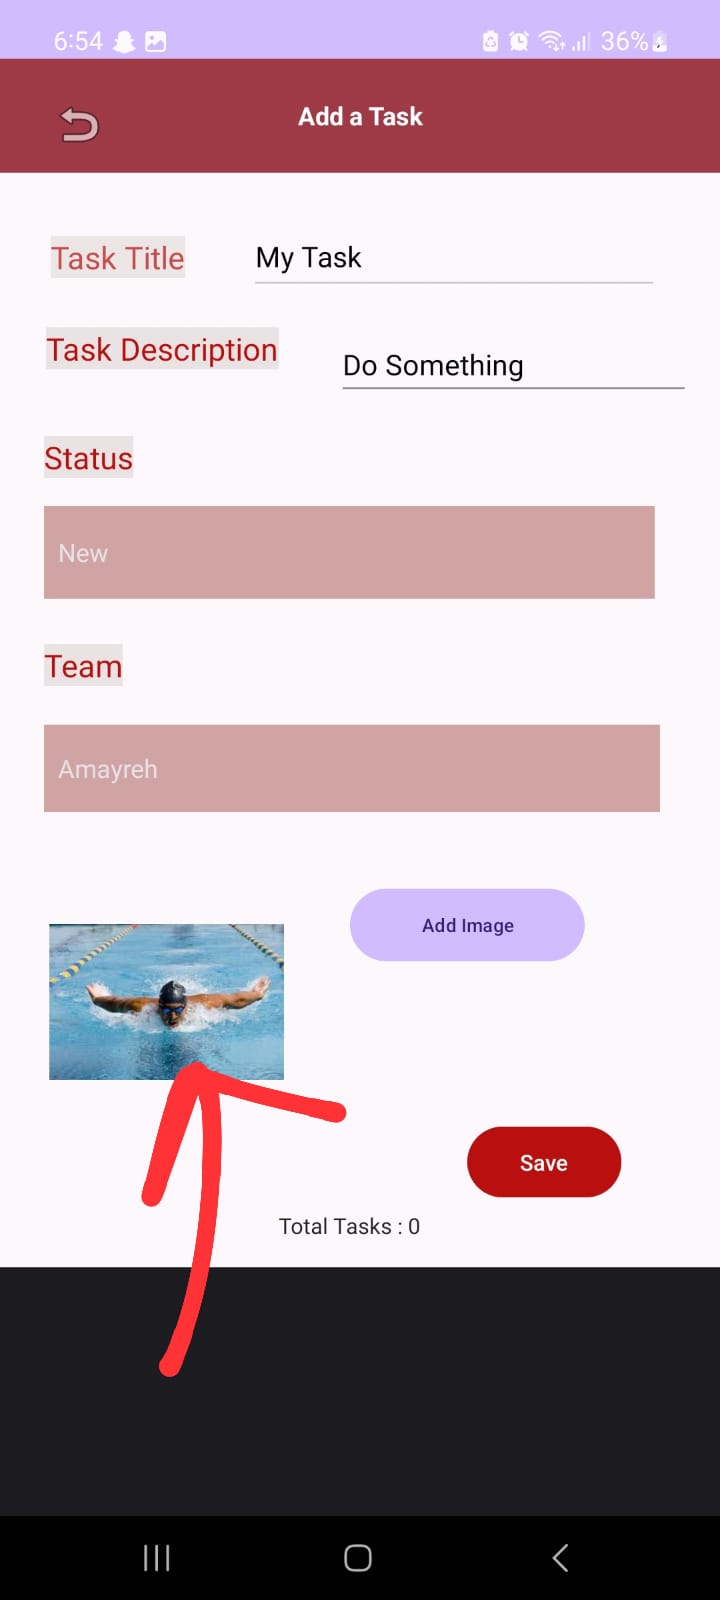 6:54 36%
Add a Task
Task Title My Task
Task Description Do Something
Status
New
Team
Amayreh
Add Image
Save
Total Tasks : 0